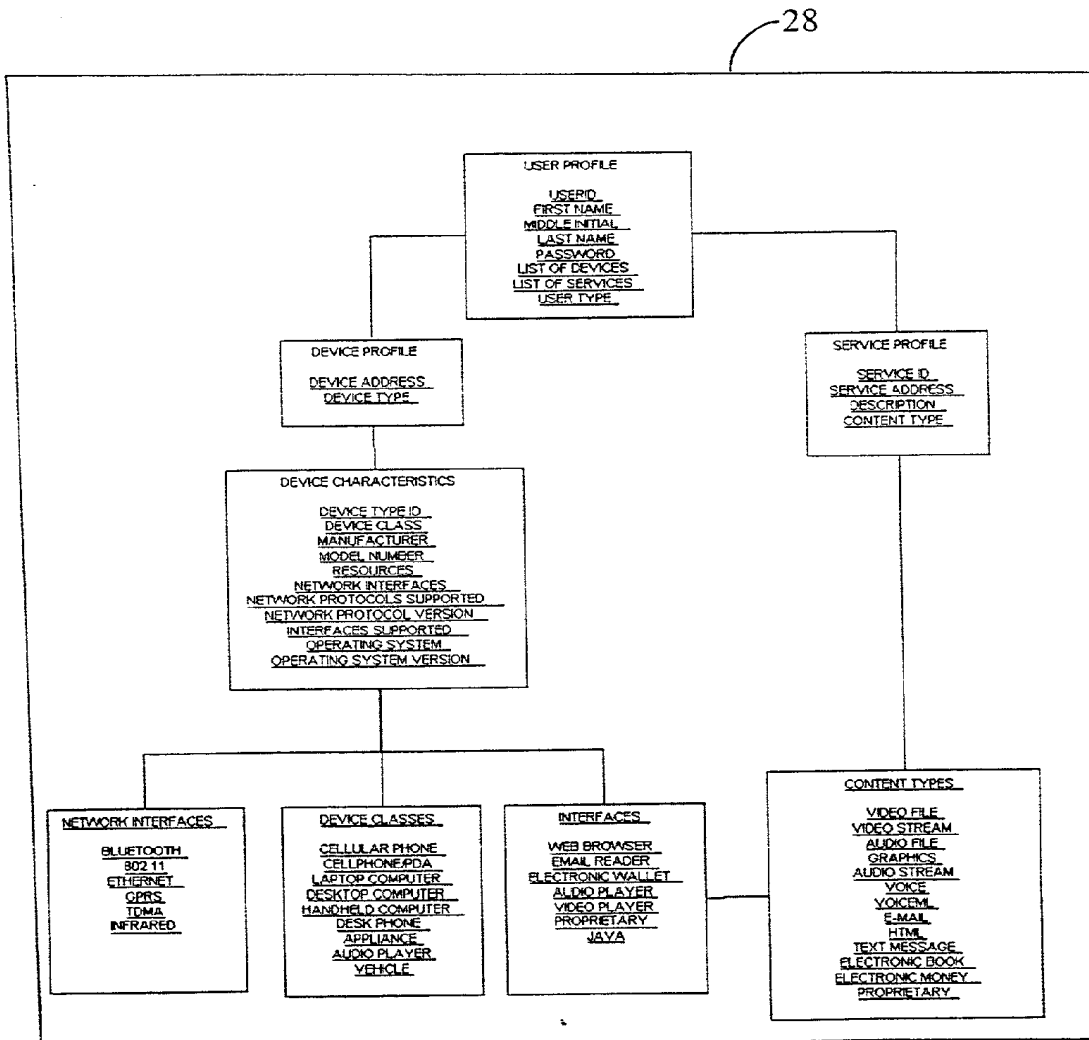 28
USER PROFILE
USERID
FIRST NAME
MIDDLE INITIAL
LAST NAME
PASSWORD
LIST OF DEVICES
LIST OF SERVICES
USER TYPE
DEVICE PROFILE
DEVICE ADDRESS
DEVICE TYPE
SERVICE PROFILE
SERVICE ID
SERVICE ADDRESS
DESCRIPTION
CONTENT TYPE
DEVICE CHARACTERISTICS
DEVICE TYPE ID
DEVICE CLASS
MANUFACTURER
MODEL NUMBER
RESOURCES
NETWORK INTERFACES
NETWORK PROTOCOLS SUPPORTED
NETWORK PROTOCOL VERSION
INTERFACES SUPPORTED
OPERATING SYSTEM
OPERATING SYSTEM VERSION
NETWORK INTERFACES
BLUETOOTH
802 11
ETHERNET
GPRS
TDMA
INFRARED
DEVICE CLASSES
CELLULAR PHONE
CELLPHONE/PDA
LAPTOP COMPUTER
DESKTOP COMPUTER
HANDHELD COMPUTER
DESK PHONE
APPLIANCE
AUDIO PLAYER
VEHICLE
INTERFACES
WEB BROWSER
EMAIL READER
ELECTRONIC WALLET
AUDIO PLAYER
VIDEO PLAYER
PROPRIETARY
JAVA
CONTENT TYPES
VIDEO FILE
VIDEO STREAM
AUDIO FILE
GRAPHICS
AUDIO STREAM
VOICE
VOICEML
E-MAIL
HTML
TEXT MESSAGE
ELECTRONIC BOOK
ELECTRONIC MONEY
PROPRIETARY